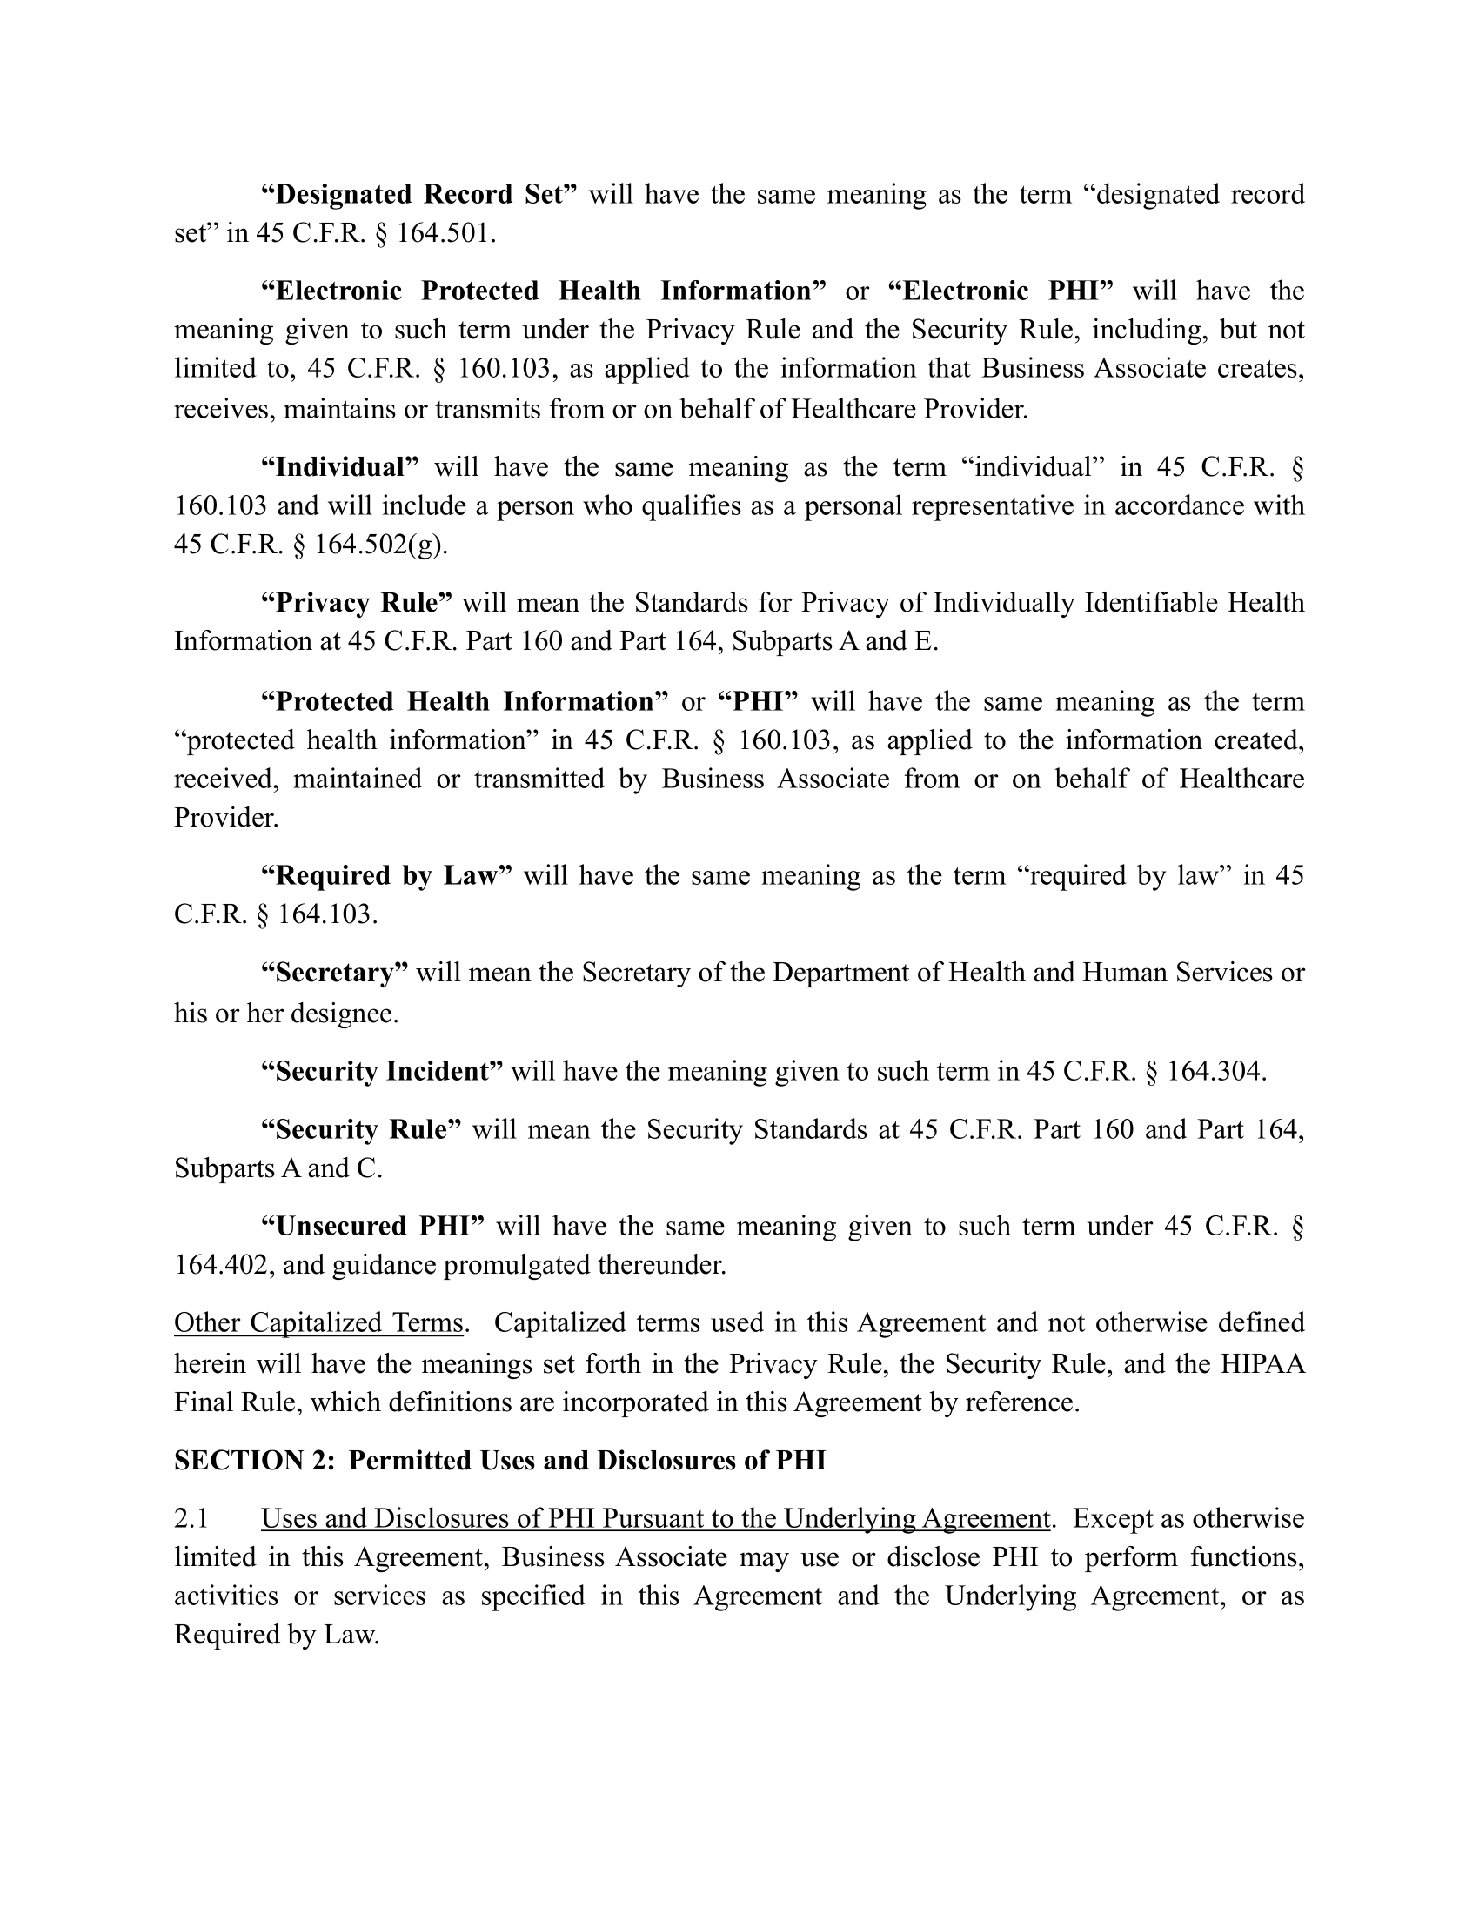 “Designated Record Set” will have the same meaning as the term “designated record
set” in 45 C.F.R. § 164.501.
“Electronic Protected Health Information” or “Electronic PHI” will have the
meaning given to such term under the Privacy Rule and the Security Rule, including, but not
limited to, 45 C.F.R. § 160.103, as applied to the information that Business Associate creates,
receives, maintains or transmits from or on behalf of Healthcare Provider.
“Individual” will have the same meaning as the term “individual” in 45 C.F.R. §
160.103 and will include a person who qualifies as a personal representative in accordance with
45 C.F.R. § 164.502(g).
“Privacy Rule” will mean the Standards for Privacy of Individually Identifiable Health
Information at 45 C.F.R. Part 160 and Part 164, Subparts A and E.
“Protected Health Information” or “PHI” will have the same meaning as the term
“protected health information” in 45 C.F.R. § 160.103, as applied to the information created,
received, maintained or transmitted by Business Associate from or on behalf of Healthcare
Provider.
“Required by Law” will have the same meaning as the term “required by law” in 45
C.F.R. § 164.103.
“Secretary” will mean the Secretary of the Department of Health and Human Services or
his or her designee.
“Security Incident” will have the meaning given to such term in 45 C.F.R. § 164.304.
“Security Rule” will mean the Security Standards at 45 C.F.R. Part 160 and Part 164,
Subparts A and C.
“Unsecured PHI” will have the same meaning given to such term under 45 C.F.R. §
164.402, and guidance promulgated thereunder.
Other Capitalized Terms. Capitalized terms used in this Agreement and not otherwise defined
herein will have the meanings set forth in the Privacy Rule, the Security Rule, and the HIPAA
Final Rule, which definitions are incorporated in this Agreement by reference.
SECTION 2: Permitted Uses and Disclosures of PHI
2.1 Uses and Disclosures of PHI Pursuant to the Underlying Agreement. Except as otherwise
limited in this Agreement, Business Associate may use or disclose PHI to perform functions,
activities or services as specified in this Agreement and the Underlying Agreement, or as
Required by Law.